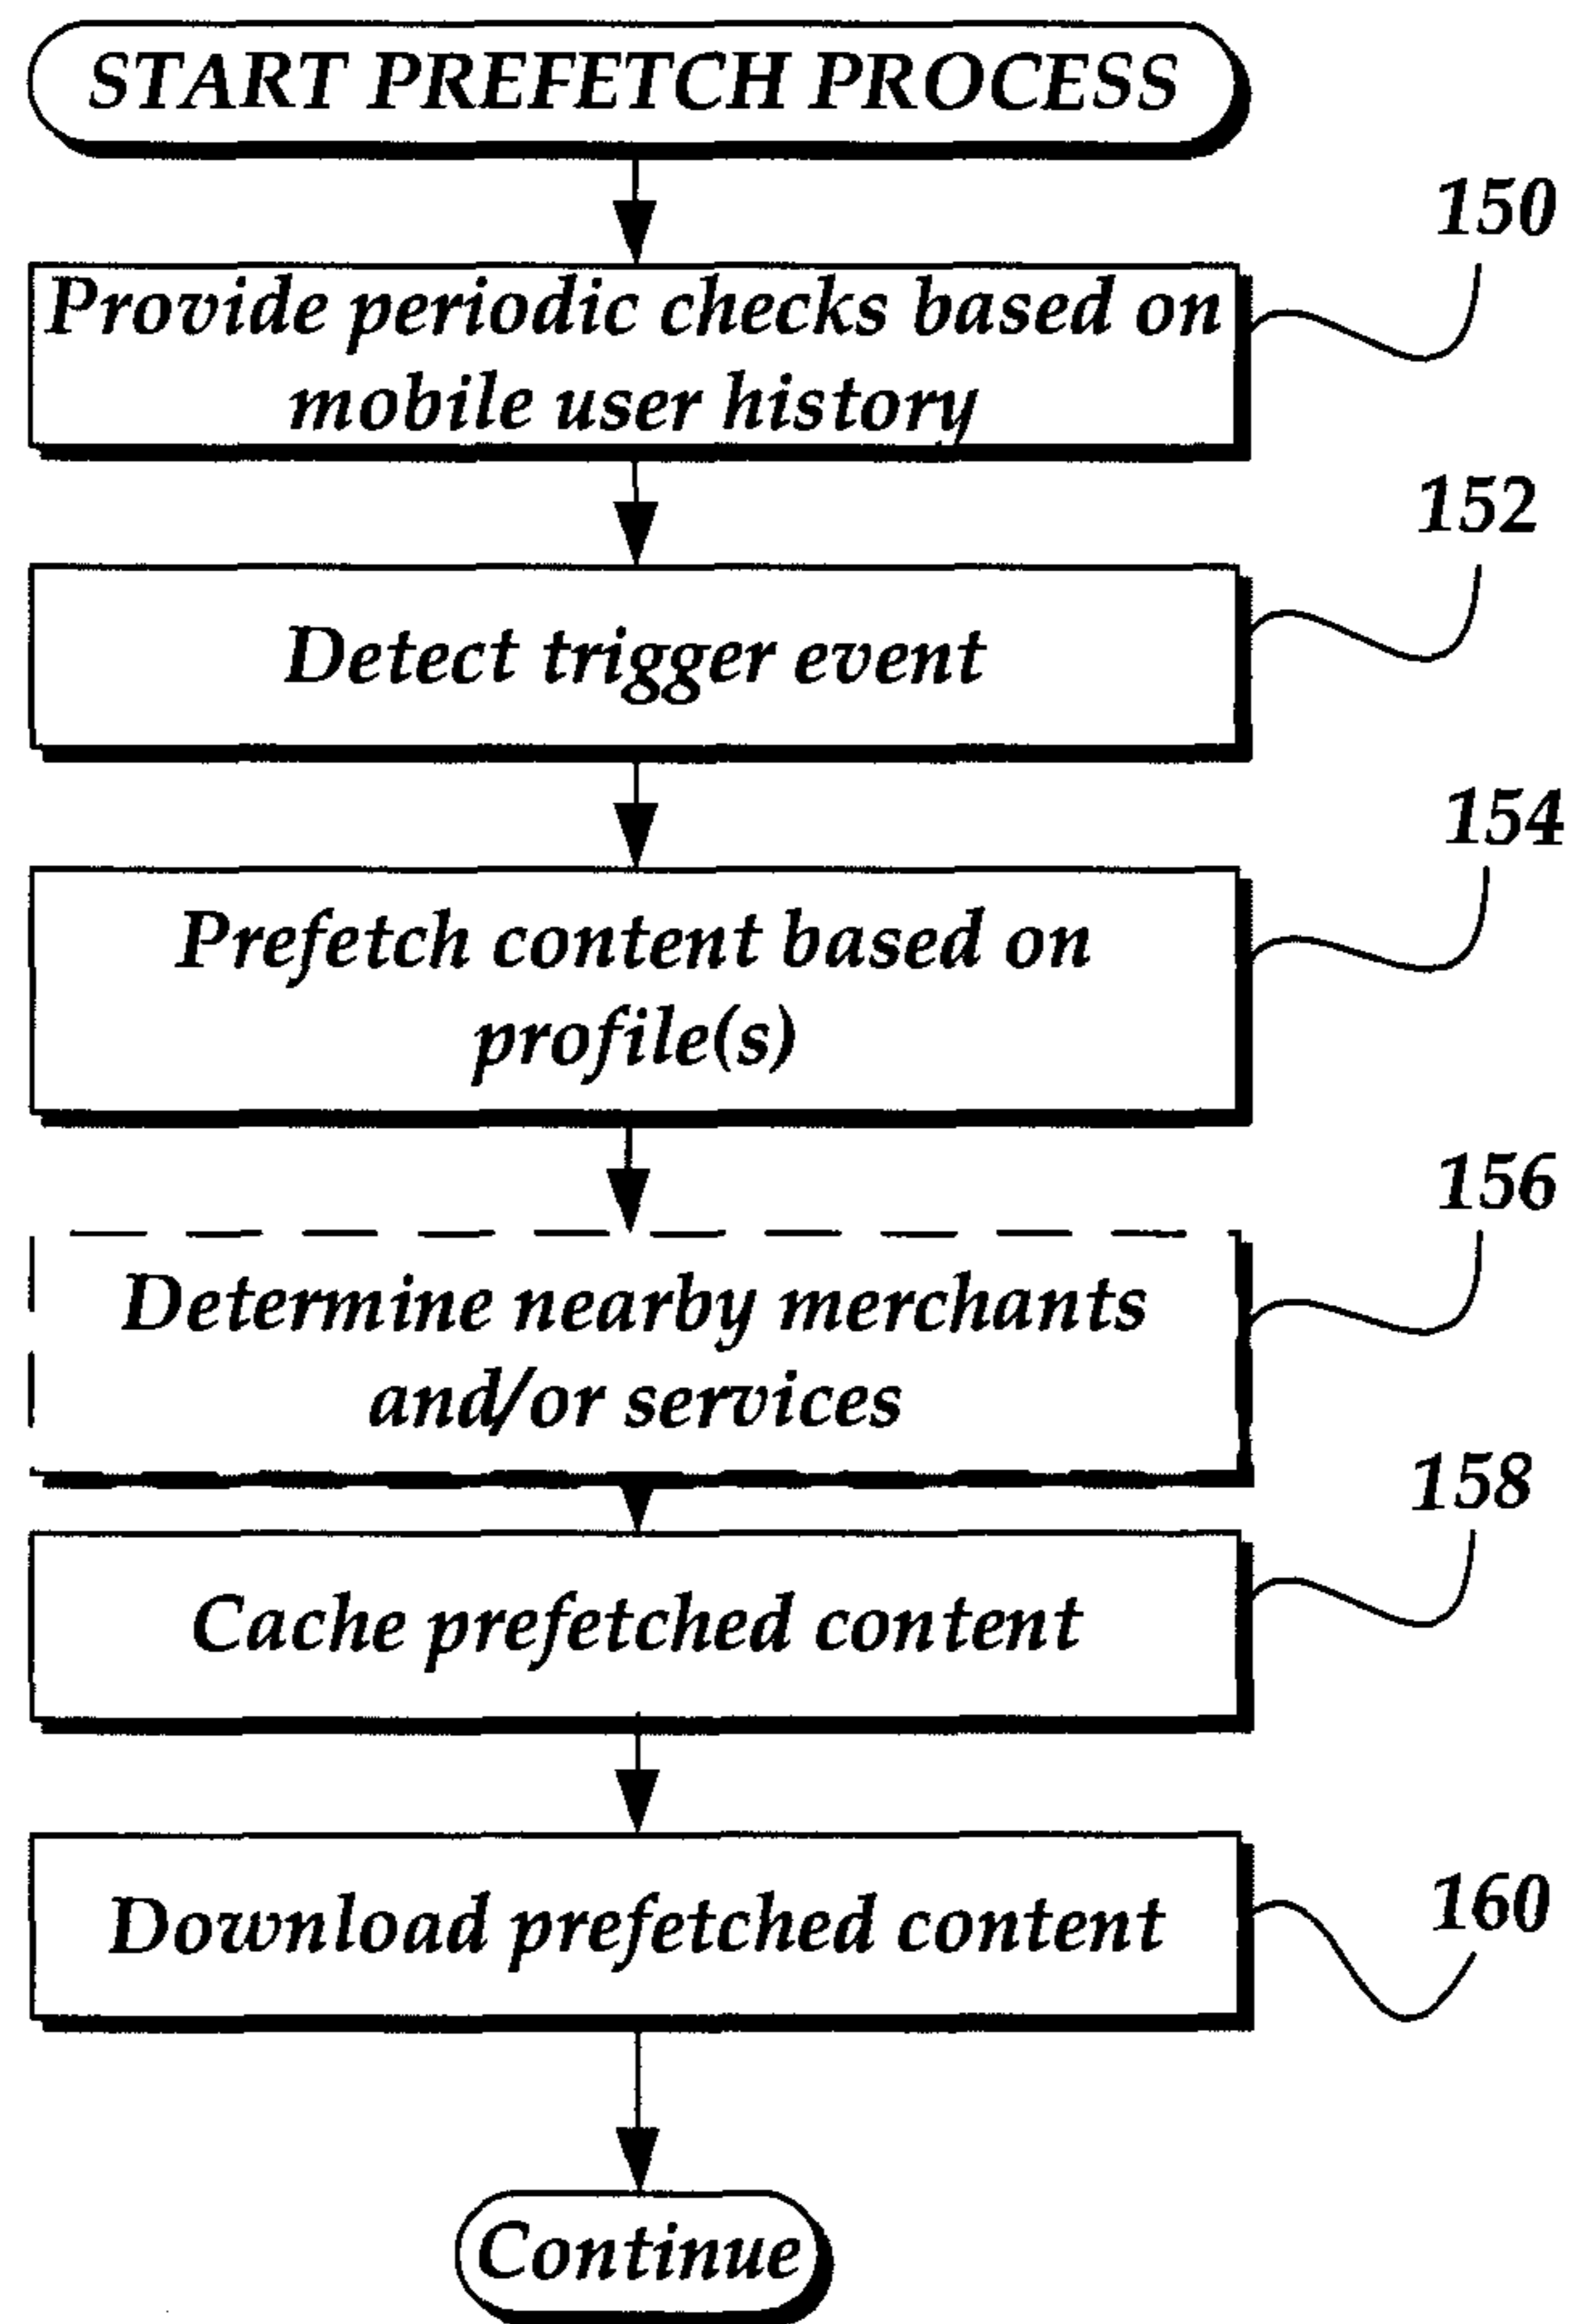 START PREFETCH PROCESS
150
Provide periodic checks based on
mobile user history
152
Detect trigger event
154
Prefetch content based on
profile(s)
156
Determine nearby merchants
and/or services
158
Cache prefetched content
160
Download prefetched content
Continue